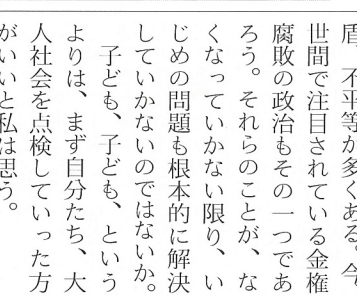 盾、不平等が多くある。今
世間で注目されている金権
腐敗の政治もその一つであ
ろう。それらのことが、な
くなっていかない限り、い
じめの問題も根本的に解決
していかないのではないか。
子ども、子ども、という
よりは、まず自分たち、大
人社会を点検していった方
がいいと私は思う。